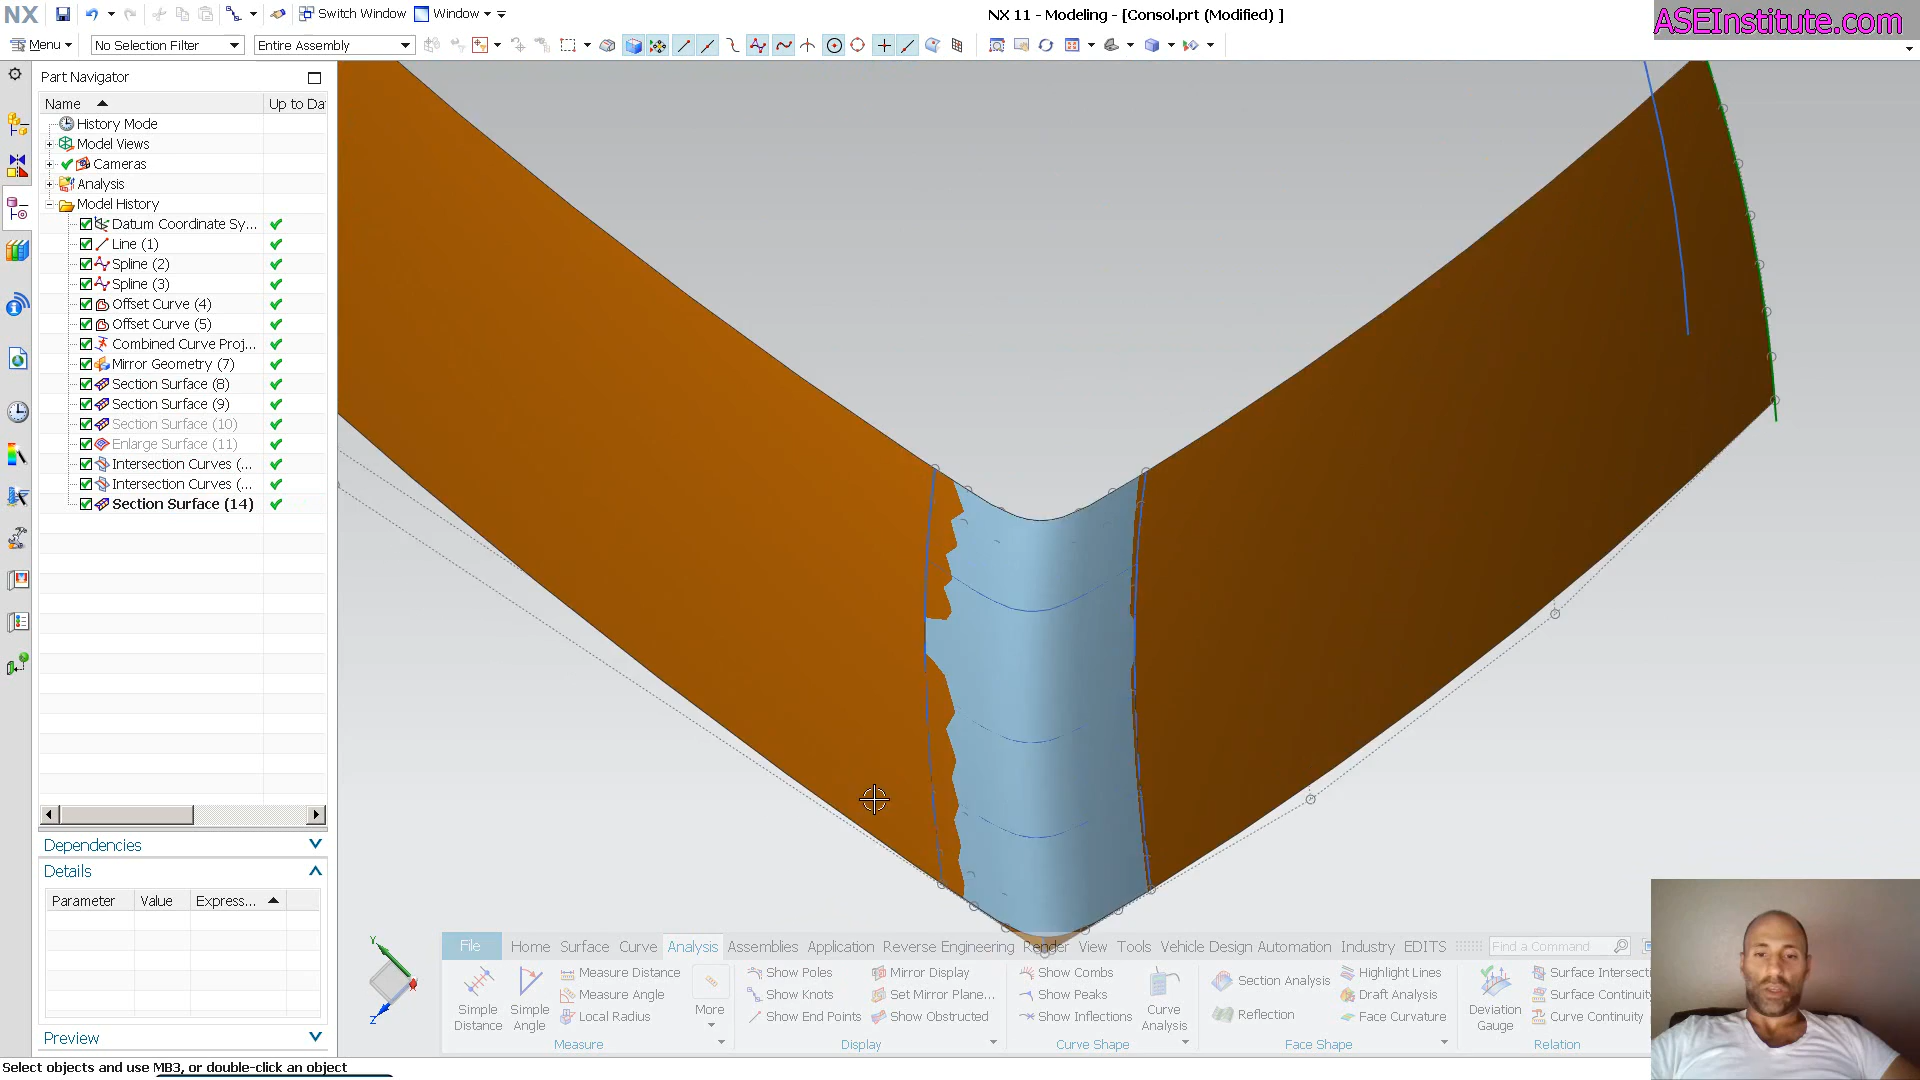 NX
Switch Window
Window
NX 11 - Modeling - [Consol.prt (Modified) ]
ASEInstitute.com
Menu
No Selection Filter
Entire Assembly
Part Navigator
Name
Up to Da
History Mode
Model Views
Cameras
Analysis
Model History
Datum Coordinate Sy...
Line (1)
Spline (2)
Spline (3)
Offset Curve (4)
Offset Curve (5)
Combined Curve Proj...
Mirror Geometry (7)
Section Surface (8)
Section Surface (9)
Section Surface (10)
Enlarge Surface (11)
Intersection Curves (...
Intersection Curves (...
Section Surface (14)
Dependencies
Details
Parameter
Value
Express...
Preview
Y
Z
File
Home
Surface
Curve
Analysis
Assemblies
Application
Reverse Engineering
Render
View
Tools
Vehicle Design Automation
Industry
EDITS
Find a Command
Simple Distance
Simple Angle
Measure Distance
Measure Angle
Local Radius
More
Measure
Show Poles
Show Knots
Show End Points
Mirror Display
Set Mirror Plane...
Show Obstructed
Display
Show Combs
Show Peaks
Show Inflections
Curve Analysis
Curve Shape
Section Analysis
Reflection
Highlight Lines
Draft Analysis
Face Curvature
Face Shape
Deviation Gauge
Surface Intersecti
Surface Continuity
Curve Continuity
Relation
Select objects and use MB3, or double-click an object